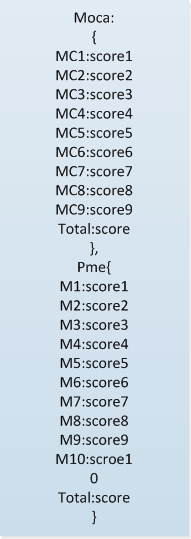 Moca:
{
MC1:score1
MC2:score2
MC3:score3
MC4:score4
MC5:score5
MC6:score6
MC7:score7
MC8:score8
MC9:score9
Total:score
},
Pme{
M1:score1
M2:score2
M3:score3
M4:score4
M5:score5
M6:score6
M7:score7
M8:score8
M9:score9
M10:scroe1
0
Total:score
}